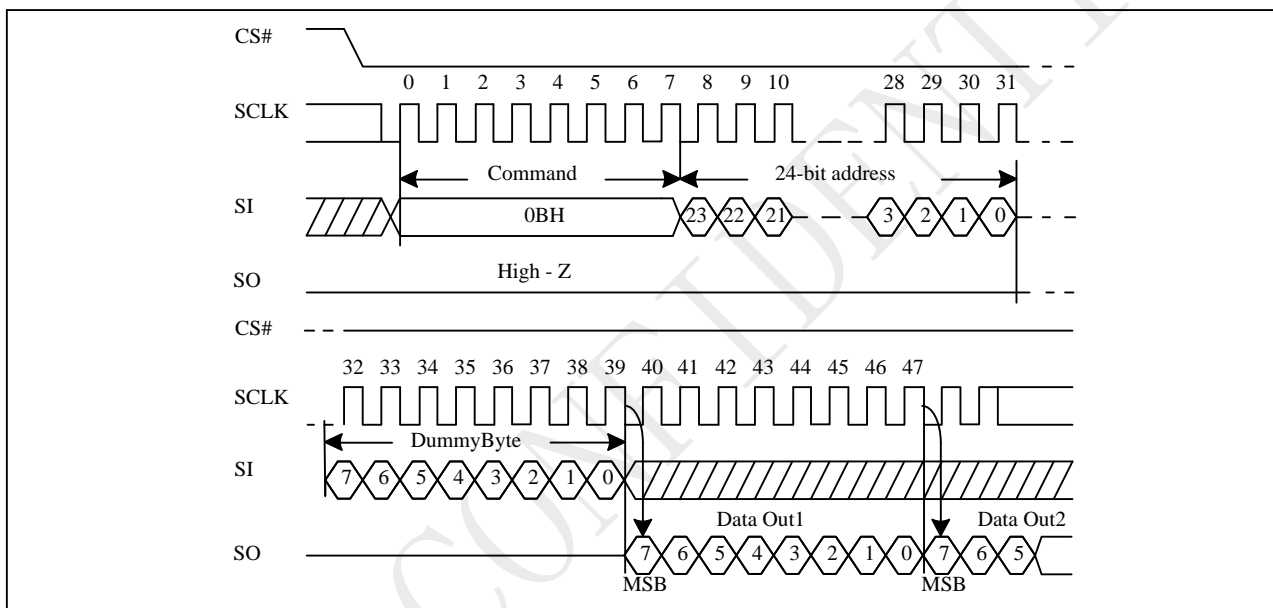 CS#
0 1 2 3 4 5 6 7 8 9 10 28 29 30 31
SCLK
Command 24-bit address
SI 0BH 23 22 21 3 2 1 0
High - Z
SO
CS#
32 33 34 35 36 37 38 39 40 41 42 43 44 45 46 47
SCLK
DummyByte
SI 7 6 5 4 3 2 1 0
Data Out1 Data Out2
SO 7 6 5 4 3 2 1 0 7 6 5
MSB MSB
CONFIDENT